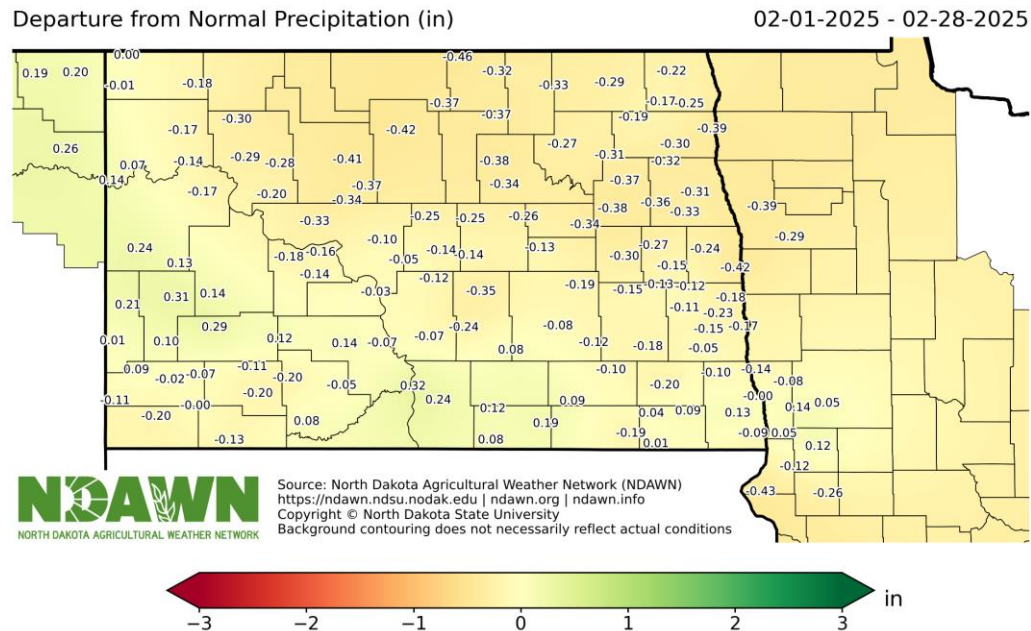 Departure from Normal Precipitation (in) 02-01-2025 - 02-28-2025
0.00 -0.46
0.19 0.20 -0.32 -0.22
-0.01 -0.18 -0.33 -0.29
-0.37 -0.17 -0.25
-0.30 -0.37 -0.19
-0.17 -0.42 -0.39
0.26 -0.27 -0.30
0.07 -0.14 -0.29 -0.28 -0.41 -0.38 -0.31 -0.32
0.14 -0.17 -0.20 -0.37 -0.34 -0.37 -0.31
-0.34 -0.38 -0.36 -0.33 -0.39
-0.33 -0.25 -0.25 -0.26 -0.34
0.24 -0.10 -0.13 -0.27 -0.24 -0.29
-0.18 -0.16 -0.05 -0.14 -0.14 -0.30
0.13 -0.14 -0.12 -0.15 -0.42
0.21 0.31 0.14 -0.03 -0.35 -0.19 -0.15 -0.13 -0.12 -0.18
-0.11 -0.23
0.29 -0.24 -0.08 -0.15 -0.17
0.01 0.10 0.12 0.14 -0.07 -0.07 0.08 -0.12 -0.18 -0.05
0.09 -0.02 -0.07 -0.11 -0.10 -0.10 -0.14
-0.20 -0.05 0.32 -0.20 -0.08
-0.11 -0.00 -0.20 0.24 0.09 -0.00
-0.20 0.12 0.04 0.09 0.13 0.14 0.05
0.08 0.19
-0.13 0.08 -0.19 0.01 -0.09 0.05
0.12
-0.12
-0.43 -0.26
NDAWN
NORTH DAKOTA AGRICULTURAL WEATHER NETWORK
Source: North Dakota Agricultural Weather Network (NDAWN)
https://ndawn.ndsu.nodak.edu | ndawn.org | ndawn.info
Copyright © North Dakota State University
Background contouring does not necessarily reflect actual conditions
in
−3 −2 −1 0 1 2 3